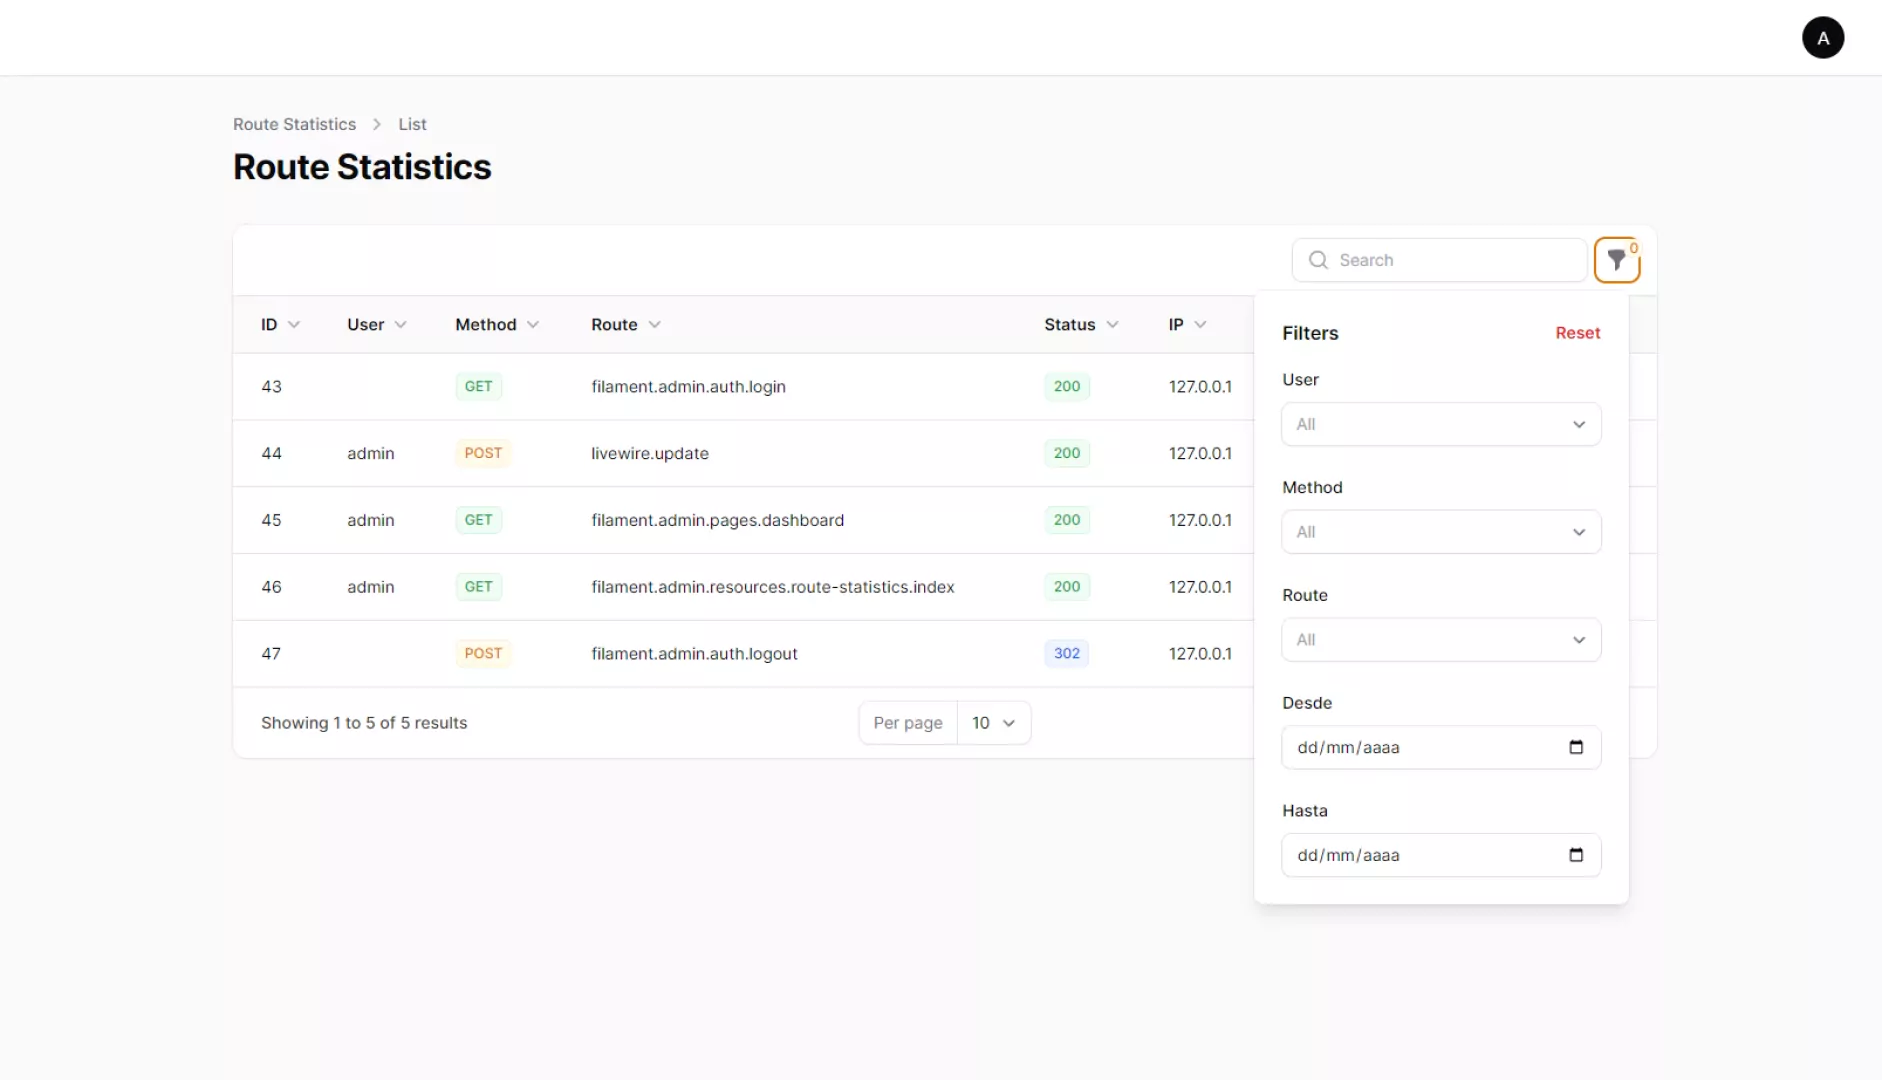 A
Route Statistics > List
Route Statistics
Search
0
ID User Method Route Status IP
43 GET filament.admin.auth.login 200 127.0.0.1
44 admin POST livewire.update 200 127.0.0.1
45 admin GET filament.admin.pages.dashboard 200 127.0.0.1
46 admin GET filament.admin.resources.route-statistics.index 200 127.0.0.1
47 POST filament.admin.auth.logout 302 127.0.0.1
Showing 1 to 5 of 5 results Per page 10
Filters Reset
User
All
Method
All
Route
All
Desde
dd/mm/aaaa
Hasta
dd/mm/aaaa